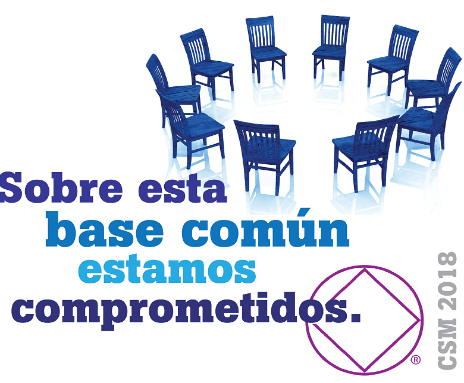 Sobre esta
base común
estamos
comprometidos.
®
CSM 2018